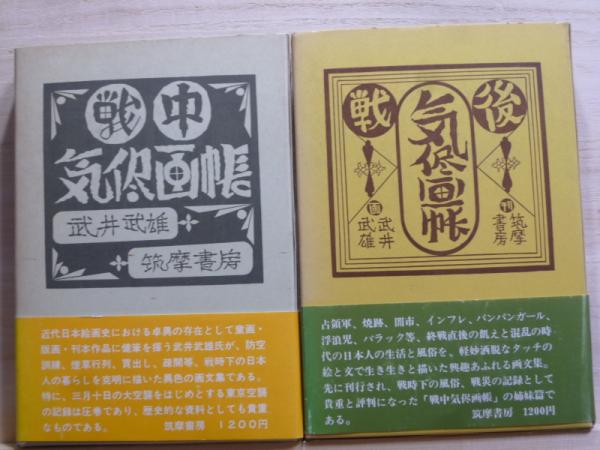 戦中
気侭画帳
武井武雄
筑摩書房
近代日本絵画史における卓異の存在として童画・
版画・刊本作品に健筆を揮う武井武雄氏が、防空
訓練、煙草行列、買出し、疎開等、戦時下の日本
人の暮らしを克明に描いた異色の画文集である。
特に、三月十日の大空襲をはじめとする東京空襲
の記録は圧巻であり、歴史的な資料としても貴重
なものである。
筑摩書房 1200円
戦後
気侭画帳
画 武井
武雄
刊 筑摩
書房
占領軍、焼跡、闇市、インフレ、パンパンガール、
浮浪児、バラック等、終戦直後の飢えと混乱の時
代の日本人の生活と風俗を、軽妙洒脱なタッチの
絵と文で生き生きと描いた興趣あふれる画文集。
先に刊行され、戦時下の風俗、戦災の記録として
貴重と評判になった「戦中気侭画帳」の姉妹篇で
ある。
筑摩書房 1200円